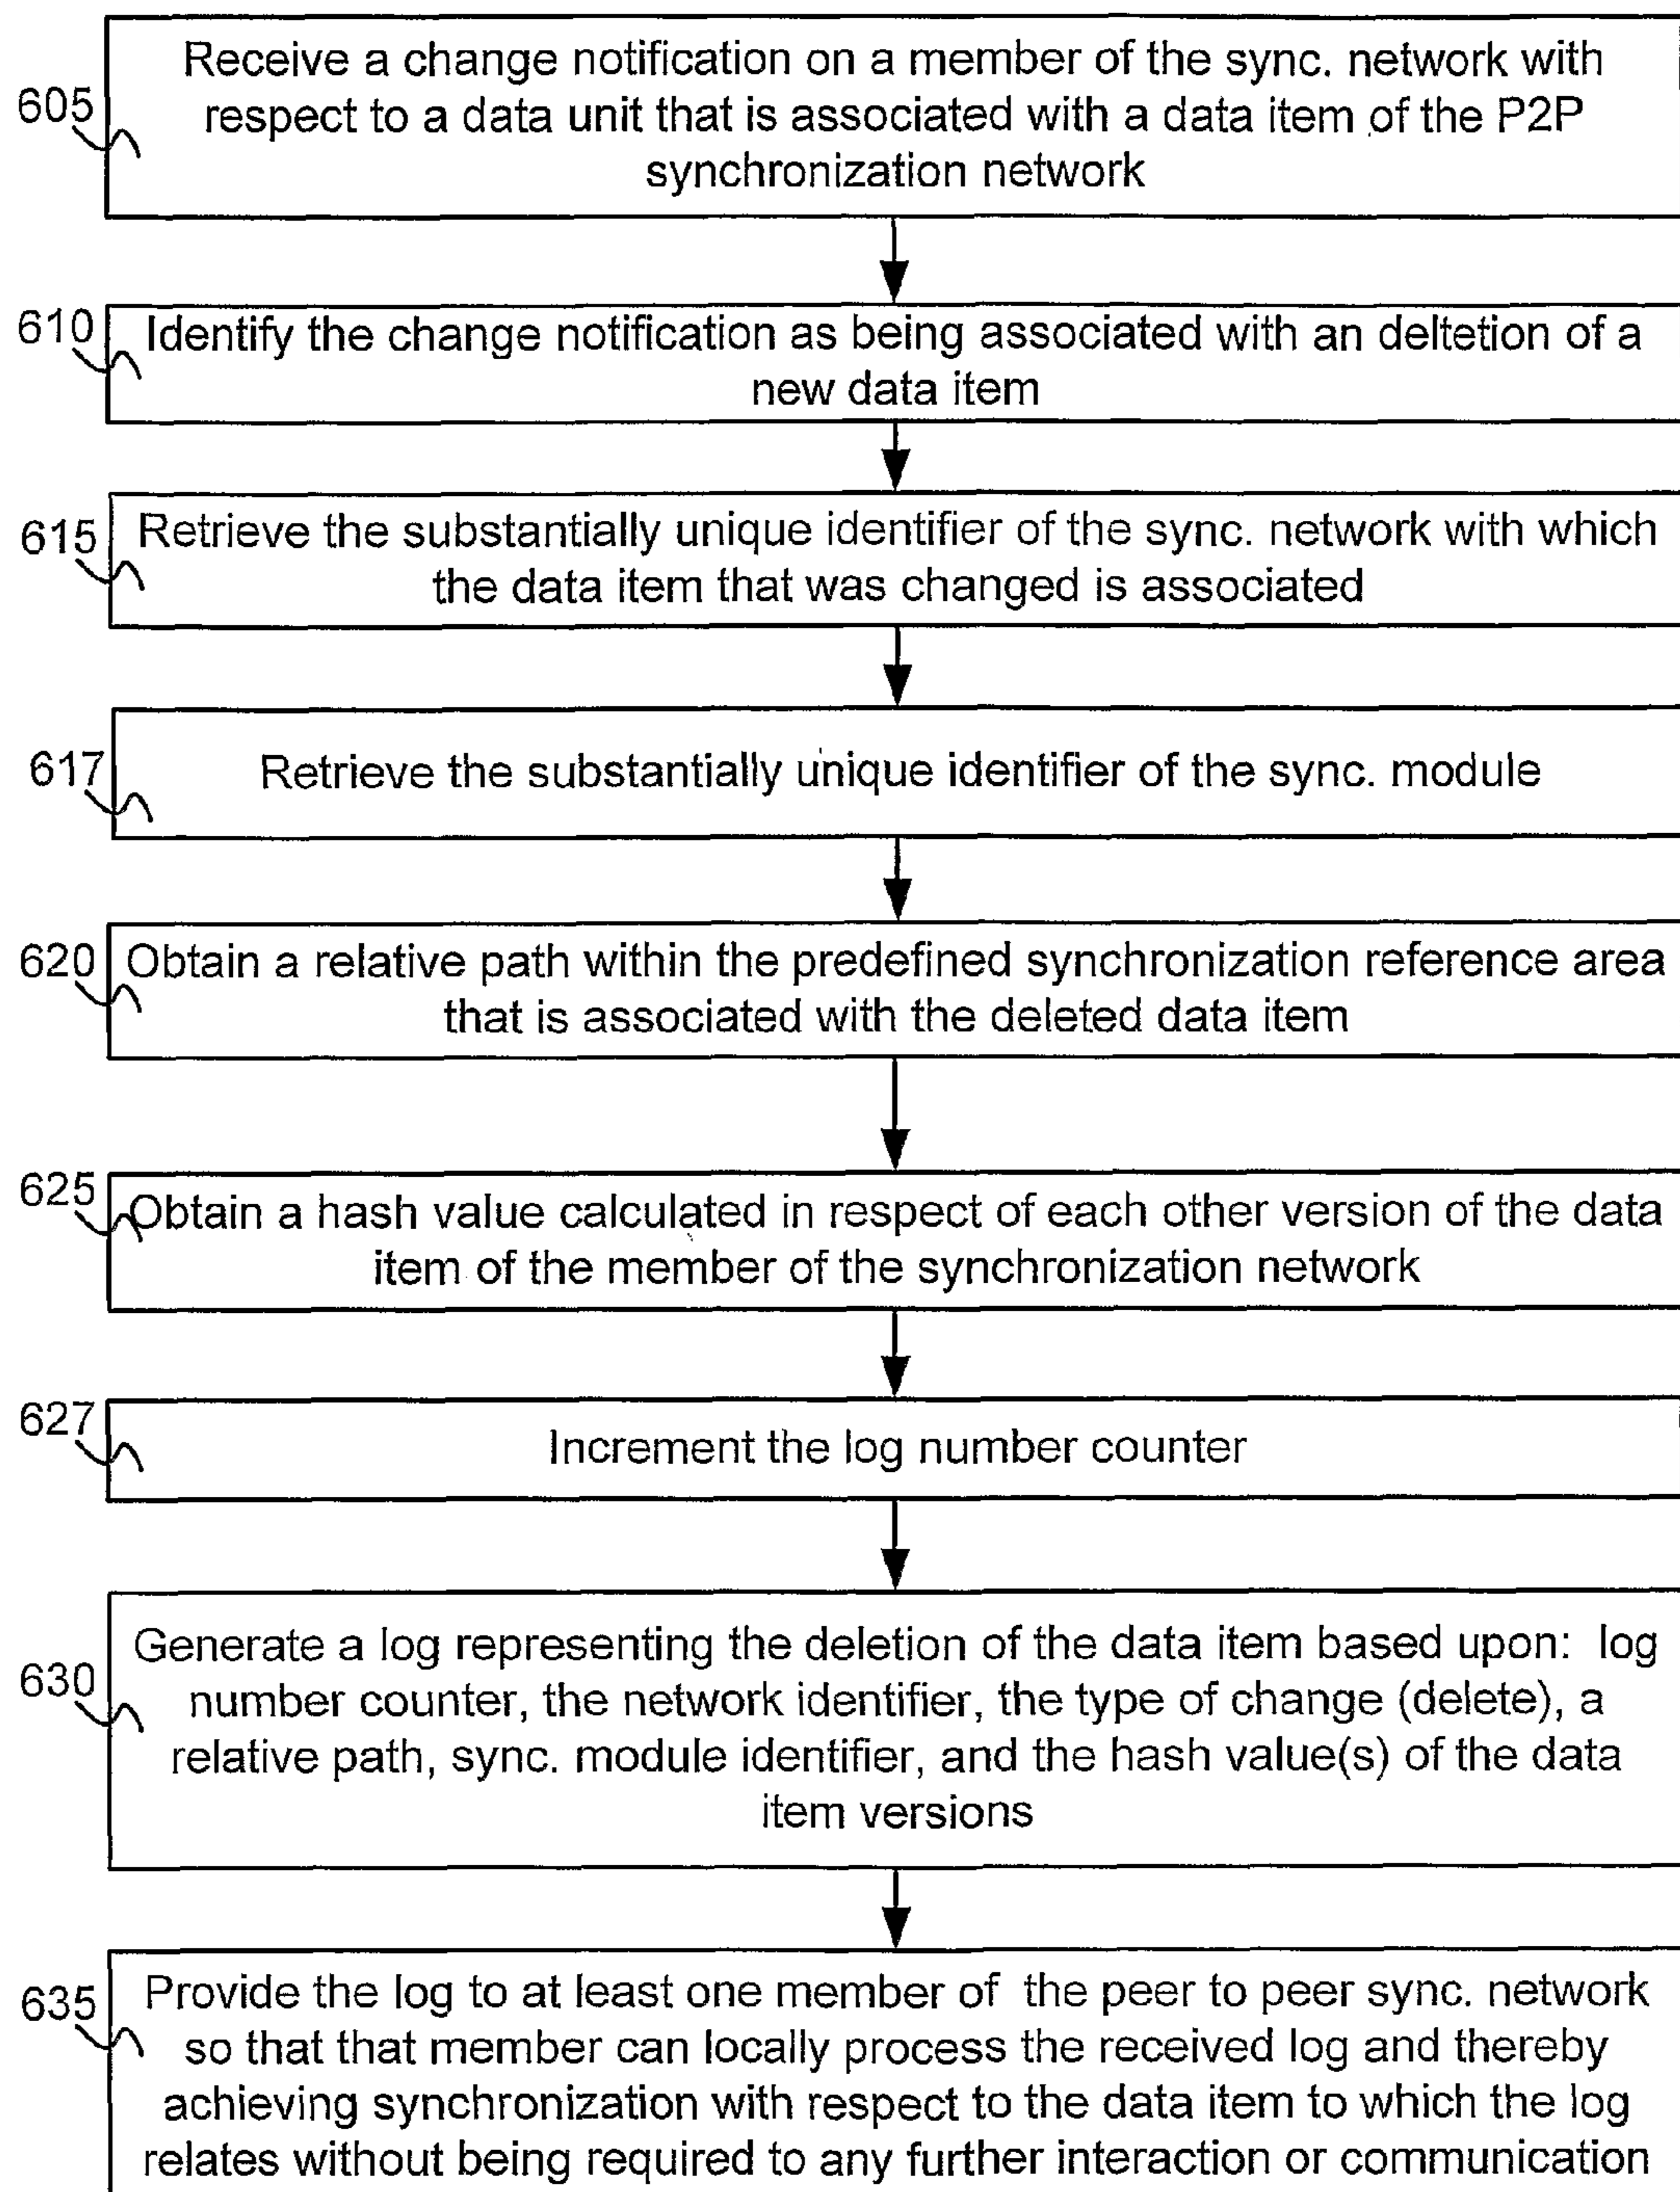 Receive a change notification on a member of the sync. network with
605
respect to a data unit that is associated with a data item of the P2P
synchronization network
610
Identify the change notification as being associated with an deltetion of a
new data item
615
Retrieve the substantially unique identifier of the sync. network with which
the data item that was changed is associated
617
Retrieve the substantially unique identifier of the sync. module
620
Obtain a relative path within the predefined synchronization reference area
that is associated with the deleted data item
625
Obtain a hash value calculated in respect of each other version of the data
item of the member of the synchronization network
627
Increment the log number counter
630
Generate a log representing the deletion of the data item based upon: log
number counter, the network identifier, the type of change (delete), a
relative path, sync. module identifier, and the hash value(s) of the data
item versions
635
Provide the log to at least one member of the peer to peer sync. network
so that that member can locally process the received log and thereby
achieving synchronization with respect to the data item to which the log
relates without being required to any further interaction or communication